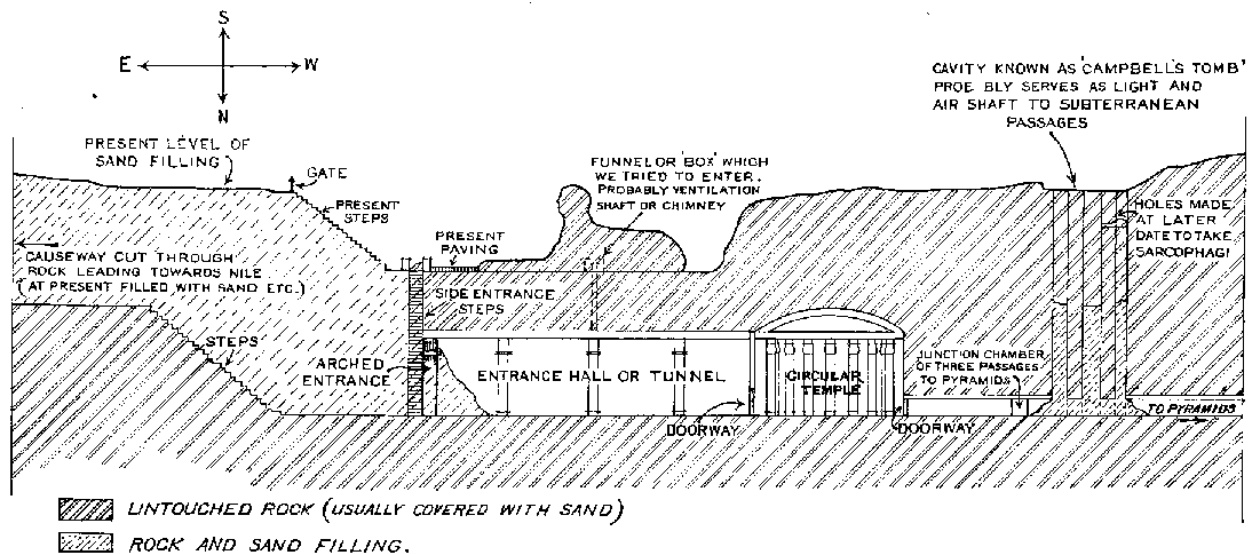 S
E
W
N
PRESENT LEVEL OF
SAND FILLING
GATE
PRESENT
STEPS
CAUSEWAY CUT THROUGH
ROCK LEADING TOWARDS NILE
(AT PRESENT FILLED WITH SAND ETC.)
STEPS
PRESENT
PAVING
SIDE ENTRANCE
STEPS
ARCHED
ENTRANCE
FUNNEL OR 'BOX' WHICH
WE TRIED TO ENTER.
PROBABLY VENTILATION
SHAFT OR CHIMNEY
ENTRANCE HALL OR TUNNEL
DOORWAY
CIRCULAR
TEMPLE
DOORWAY
JUNCTION CHAMBER
OF THREE PASSAGES
TO PYRAMIDS
CAVITY KNOWN AS 'CAMPBELL'S TOMB'
PROE BLY SERVES AS LIGHT AND
AIR SHAFT TO SUBTERRANEAN
PASSAGES
HOLES MADE
AT LATER
DATE TO TAKE
SARCOPHAGI
TO PYRAMIDS
UNTOUCHED ROCK (USUALLY COVERED WITH SAND)
ROCK AND SAND FILLING.